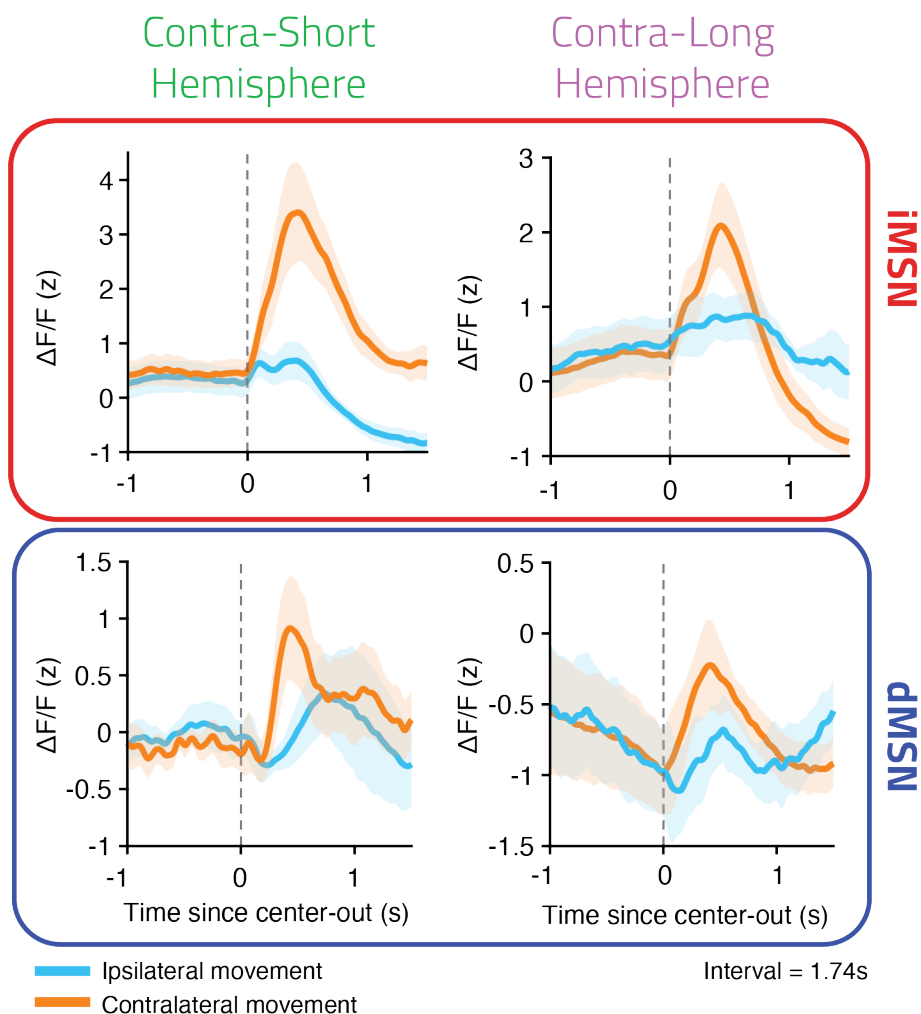 Contra-Short
Hemisphere
Contra-Long
Hemisphere
iMSN
ΔF/F (z)
4
3
2
1
0
-1
-1
0
1
ΔF/F (z)
3
2
1
0
-1
-1
0
1
dMSN
ΔF/F (z)
1.5
1
0.5
0
-0.5
-1
-1
0
1
Time since center-out (s)
ΔF/F (z)
0.5
0
-0.5
-1
-1.5
-1
0
1
Time since center-out (s)
Ipsilateral movement
Contralateral movement
Interval = 1.74s